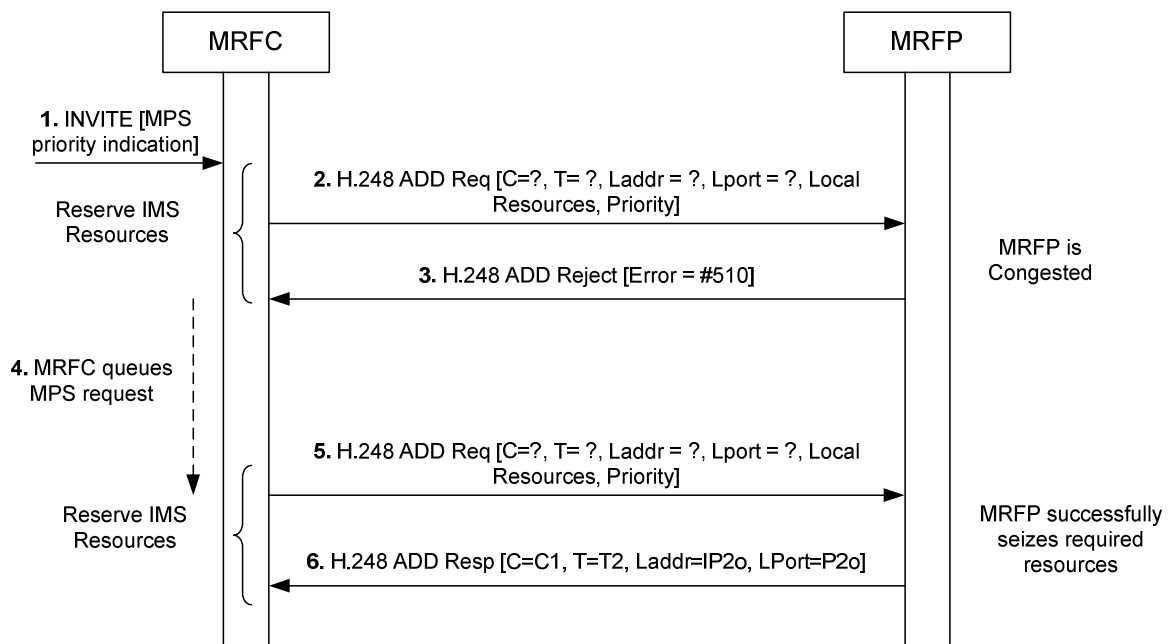 MRFC
MRFP
1. INVITE [MPS
priority indication]
2. H.248 ADD Req [C=?, T= ?, Laddr = ?, Lport = ?, Local
Resources, Priority]
Reserve IMS
Resources
MRFP is
Congested
3. H.248 ADD Reject [Error = #510]
4. MRFC queues
MPS request
5. H.248 ADD Req [C=?, T= ?, Laddr = ?, Lport = ?, Local
Resources, Priority]
Reserve IMS
Resources
MRFP successfully
seizes required
resources
6. H.248 ADD Resp [C=C1, T=T2, Laddr=IP2o, LPort=P2o]